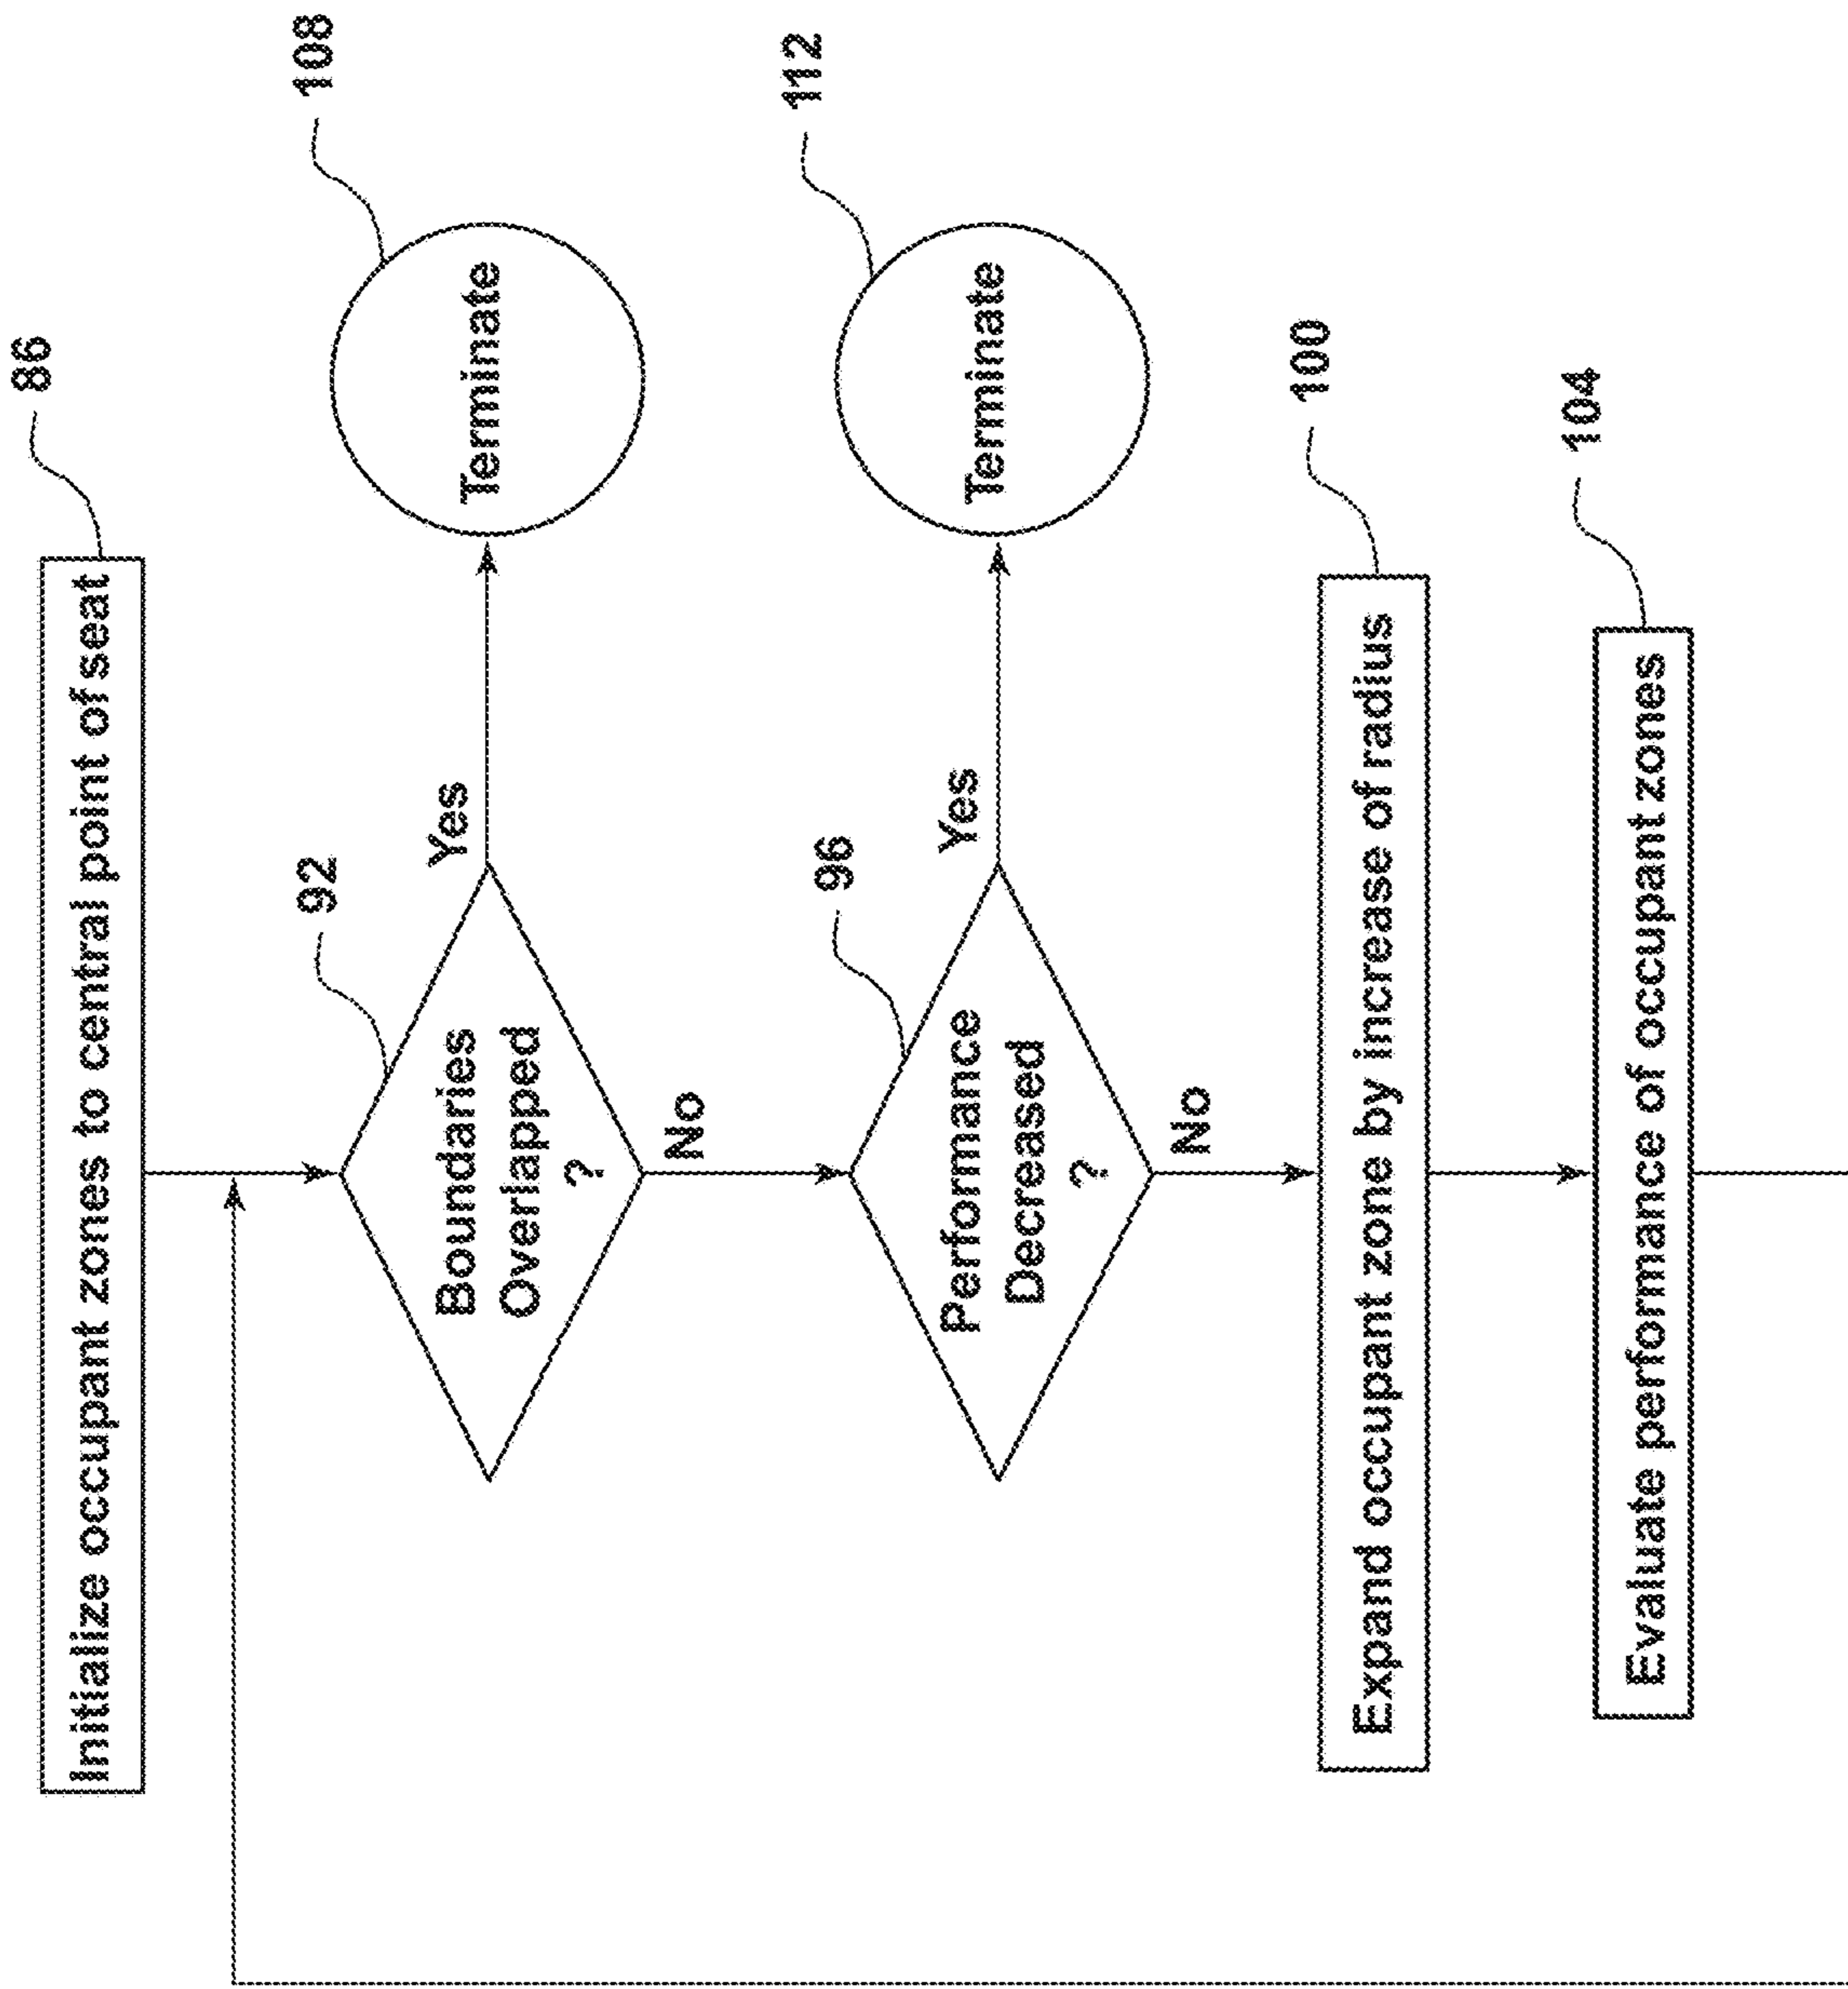 86
Initialize occupant zones to central point of seat
92
Boundaries
Overlapped
?
Yes
108
Terminate
No
96
Performance
Decreased
?
Yes
112
Terminate
No
100
Expand occupant zone by increase of radius
104
Evaluate performance of occupant zones